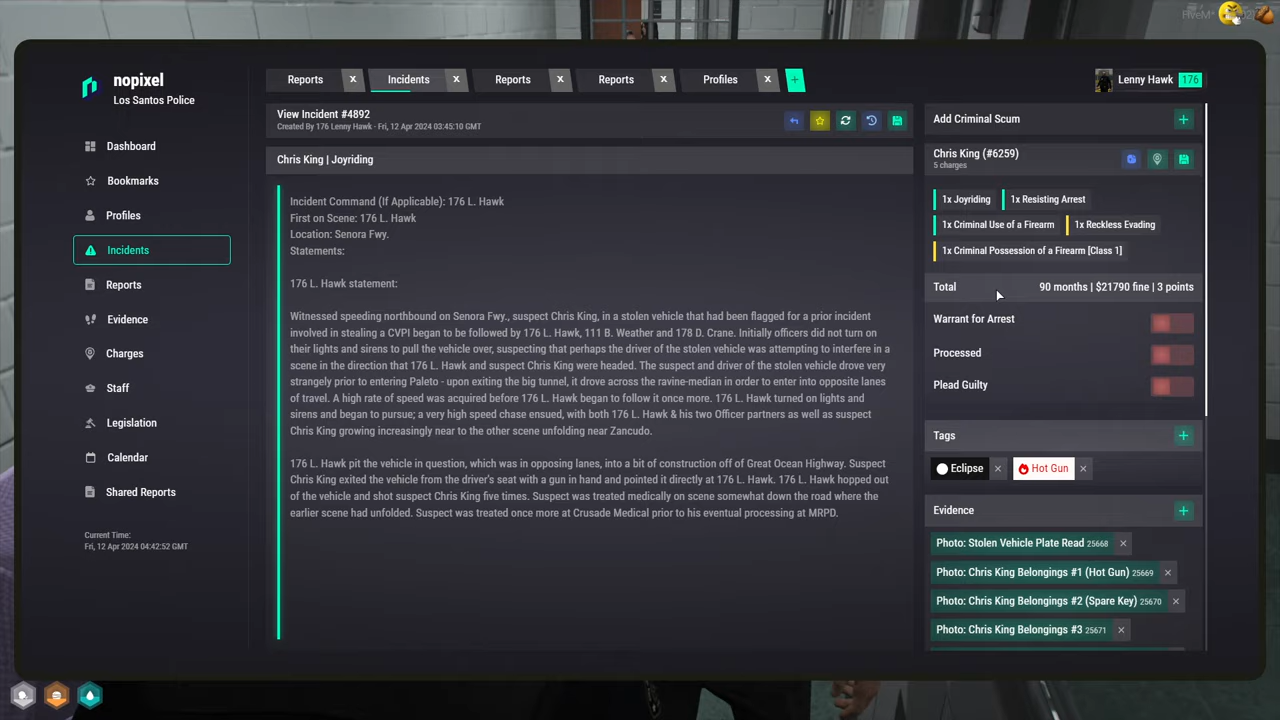 FiveM*
nopixel
Los Santos Police
Reports x Incidents x Reports x Reports x Profiles x +
Lenny Hawk 176
View Incident #4892
Created By 176 Lenny Hawk · Fri, 12 Apr 2024 03:45:10 GMT
Chris King | Joyriding
Dashboard
Bookmarks
Profiles
Incidents
Reports
Evidence
Charges
Staff
Legislation
Calendar
Shared Reports
Current Time:
Fri, 12 Apr 2024 04:42:52 GMT
Incident Command (If Applicable): 176 L. Hawk
First on Scene: 176 L. Hawk
Location: Senora Fwy.
Statements:
176 L. Hawk statement:
Witnessed speeding northbound on Senora Fwy., suspect Chris King, in a stolen vehicle that had been flagged for a prior incident
involved in stealing a CVPI began to be followed by 176 L. Hawk, 111 B. Weather and 178 D. Crane. Initially officers did not turn on
their lights and sirens to pull the vehicle over, suspecting that perhaps the driver of the stolen vehicle was attempting to interfere in a
scene in the direction that 176 L. Hawk and suspect Chris King were headed. The suspect and driver of the stolen vehicle drove very
strangely prior to entering Paleto - upon exiting the big tunnel, it drove across the ravine-median in order to enter into opposite lanes
of travel. A high rate of speed was acquired before 176 L. Hawk began to follow it once more. 176 L. Hawk turned on lights and
sirens and began to pursue; a very high speed chase ensued, with both 176 L. Hawk & his two Officer partners as well as suspect
Chris King growing increasingly near to the other scene unfolding near Zancudo.
176 L. Hawk pit the vehicle in question, which was in opposing lanes, into a bit of construction off of Great Ocean Highway. Suspect
Chris King exited the vehicle from the driver's seat with a gun in hand and pointed it directly at 176 L. Hawk. 176 L. Hawk hopped out
of the vehicle and shot suspect Chris King five times. Suspect was treated medically on scene somewhat down the road where the
earlier scene had unfolded. Suspect was treated once more at Crusade Medical prior to his eventual processing at MRPD.
Add Criminal Scum +
Chris King (#6259)
5 charges
1x Joyriding 1x Resisting Arrest
1x Criminal Use of a Firearm 1x Reckless Evading
1x Criminal Possession of a Firearm [Class 1]
Total 90 months | $21790 fine | 3 points
Warrant for Arrest
Processed
Plead Guilty
Tags +
Eclipse × Hot Gun ×
Evidence +
Photo: Stolen Vehicle Plate Read 25668 ×
Photo: Chris King Belongings #1 (Hot Gun) 25669 ×
Photo: Chris King Belongings #2 (Spare Key) 25670 ×
Photo: Chris King Belongings #3 25671 ×